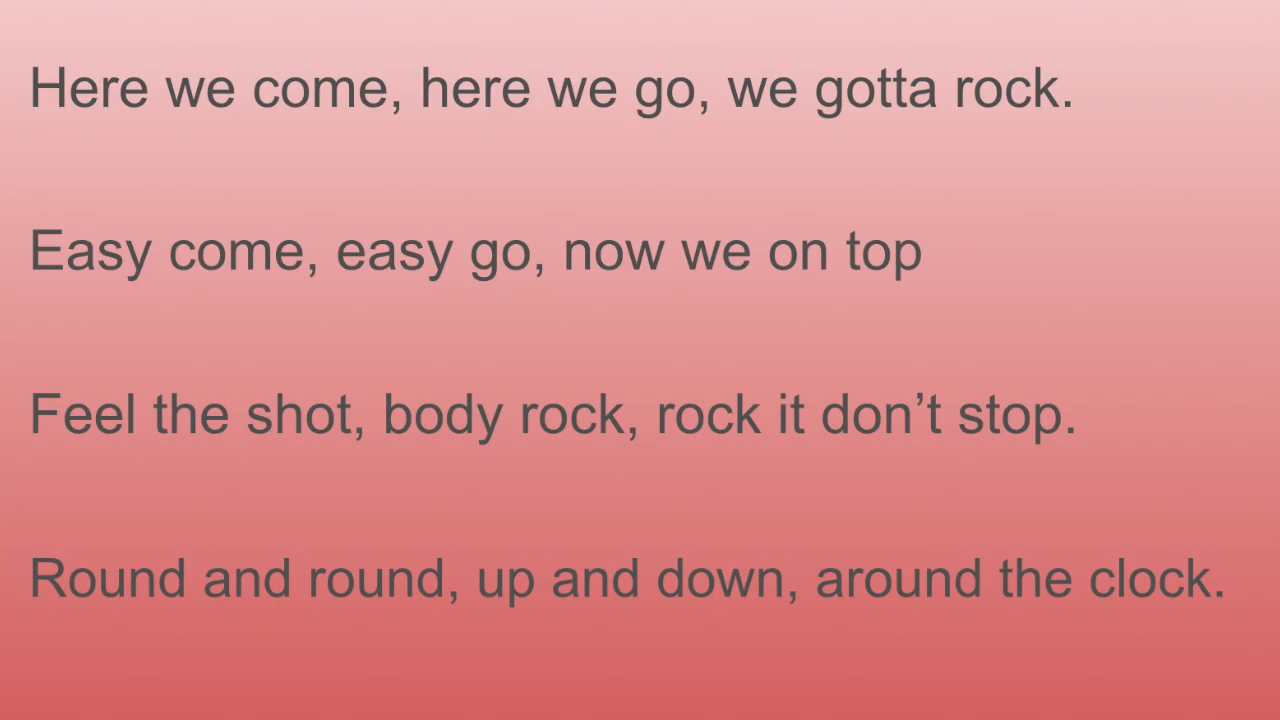 Here we come, here we go, we gotta rock.
Easy come, easy go, now we on top
Feel the shot, body rock, rock it don’t stop.
Round and round, up and down, around the clock.